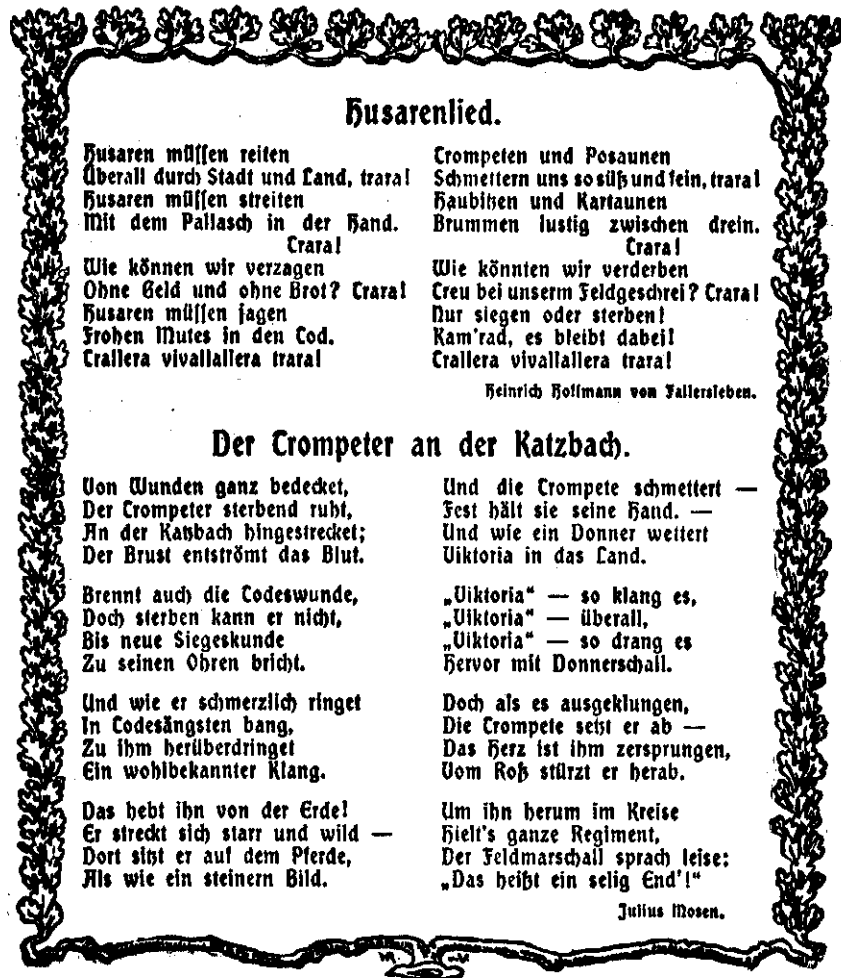 Husarenlied.
Husaren müssen reiten
Überall durch Stadt und Land, trara!
Husaren müssen streiten
Mit dem Pallasch in der Hand.
Trara!
Wie können wir verzagen
Ohne Geld und ohne Brot? Trara!
Husaren müssen jagen
Frohen Mutes in den Tod.
Trallera vivallallera trara!
Trompeten und Posaunen
Schmettern uns so süß und fein, trara!
Haubitzen und Kartaunen
Brummen lustig zwischen drein.
Trara!
Wie könnten wir verderben
Treu bei unserm Feldgeschrei? Trara!
Nur siegen oder sterben!
Kam'rad, es bleibt dabei!
Trallera vivallallera trara!
Heinrich Hoffmann von Fallersleben.
Der Trompeter an der Katzbach.
Von Wunden ganz bedecket,
Der Trompeter sterbend ruht,
An der Katzbach hingestrecket;
Der Brust entströmt das Blut.
Brennt auch die Todeswunde,
Doch sterben kann er nicht,
Bis neue Siegeskunde
Zu seinen Ohren bricht.
Und wie er schmerzlich ringet
In Todesängsten bang,
Zu ihm herüberdringet
Ein wohlbekannter Klang.
Das hebt ihn von der Erde!
Er streckt sich starr und wild —
Dort sitzt er auf dem Pferde,
Als wie ein steinern Bild.
Und die Trompete schmettert —
Fest hält sie seine Hand. —
Und wie ein Donner wettert
Viktoria in das Land.
„Viktoria“ — so klang es,
„Viktoria“ — überall,
„Viktoria“ — so drang es
Hervor mit Donnerschall.
Doch als es ausgeklungen,
Die Trompete setzt er ab —
Das Herz ist ihm zersprungen,
Vom Roß stürzt er herab.
Um ihn herum im Kreise
Hielt's ganze Regiment,
Der Feldmarschall sprach leise:
„Das heißt ein selig End'!“
Julius Mosen.